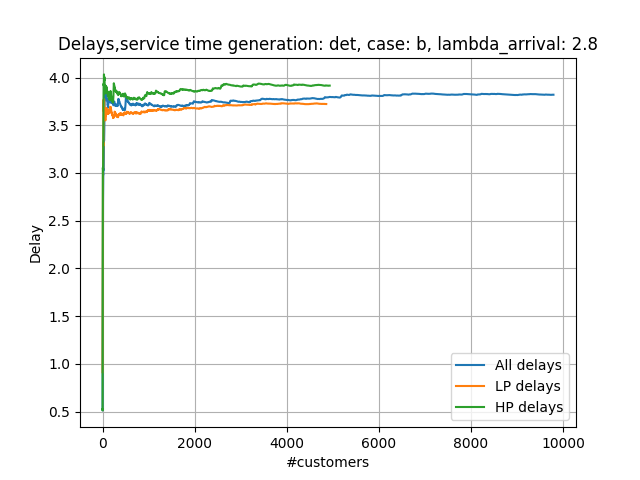 Delays,service time generation: det, case: b, lambda_arrival: 2.8
4.0
3.5
3.0
2.5
2.0
1.5
1.0
0.5
Delay
0 2000 4000 6000 8000 10000
#customers
All delays
LP delays
HP delays